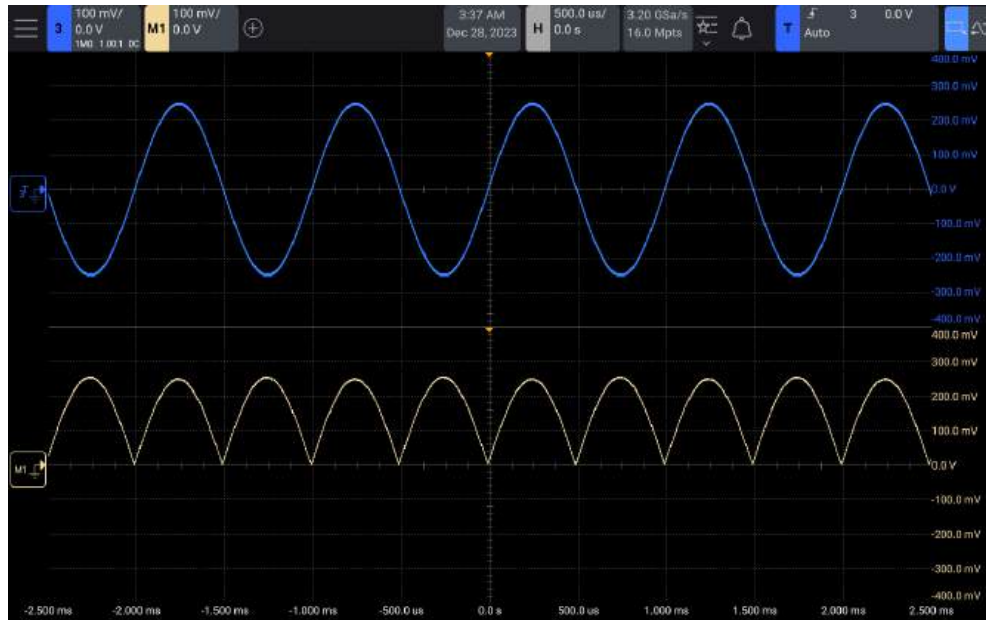 3 100 mV/ 0.0 V 1MΩ 1.00:1 DC
M1 100 mV/ 0.0 V
3:37 AM
Dec 28, 2023
H 500.0 us/ 0.0 s
3.20 GSa/s
16.0 Mpts
T 3 0.0 V
Auto
400.0 mV
300.0 mV
200.0 mV
100.0 mV
0.0 V
-100.0 mV
-200.0 mV
-300.0 mV
-400.0 mV
400.0 mV
300.0 mV
200.0 mV
100.0 mV
M1 0.0 V
-100.0 mV
-200.0 mV
-300.0 mV
-400.0 mV
-2.500 ms -2.000 ms -1.500 ms -1.000 ms -500.0 us 0.0 s 500.0 us 1.000 ms 1.500 ms 2.000 ms 2.500 ms